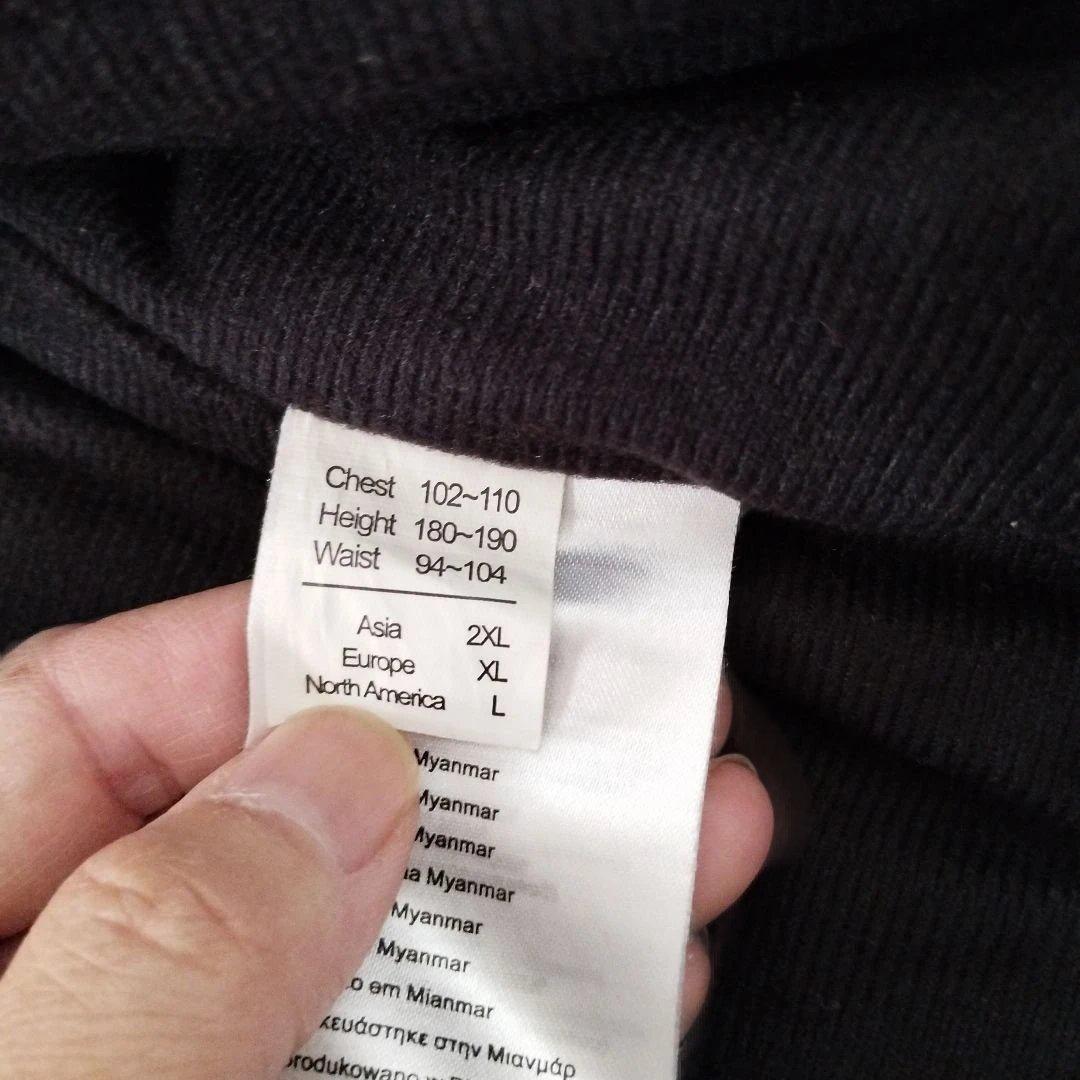 Chest 102~110
Height 180~190
Waist 94~104
Asia 2XL
Europe XL
North America L
Myanmar
Myanmar
Myanmar
Myanmar
Myanmar
Myanmar
em Mianmar
στην Μιανμάρ